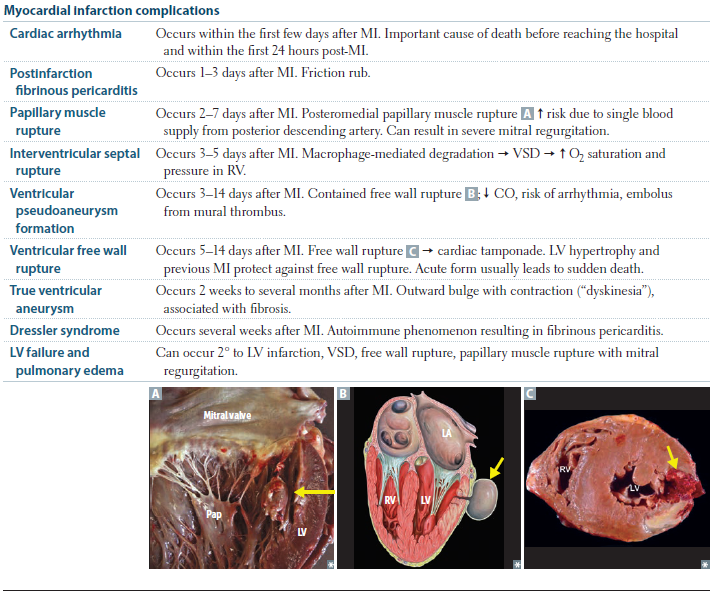 Myocardial infarction complications
Cardiac arrhythmia
Occurs within the first few days after MI. Important cause of death before reaching the hospital
and within the first 24 hours post-MI.
Postinfarction
fibrinous pericarditis
Occurs 1–3 days after MI. Friction rub.
Papillary muscle
rupture
Occurs 2–7 days after MI. Posteromedial papillary muscle rupture A ↑ risk due to single blood
supply from posterior descending artery. Can result in severe mitral regurgitation.
Interventricular septal
rupture
Occurs 3–5 days after MI. Macrophage-mediated degradation → VSD → ↑ O₂ saturation and
pressure in RV.
Ventricular
pseudoaneurysm
formation
Occurs 3–14 days after MI. Contained free wall rupture B; ↓ CO, risk of arrhythmia, embolus
from mural thrombus.
Ventricular free wall
rupture
Occurs 5–14 days after MI. Free wall rupture C → cardiac tamponade. LV hypertrophy and
previous MI protect against free wall rupture. Acute form usually leads to sudden death.
True ventricular
aneurysm
Occurs 2 weeks to several months after MI. Outward bulge with contraction (“dyskinesia”),
associated with fibrosis.
Dressler syndrome
Occurs several weeks after MI. Autoimmune phenomenon resulting in fibrinous pericarditis.
LV failure and
pulmonary edema
Can occur 2° to LV infarction, VSD, free wall rupture, papillary muscle rupture with mitral
regurgitation.
A
Mitral valve
Pap
LV
B
LA
RV
LV
C
RV
LV